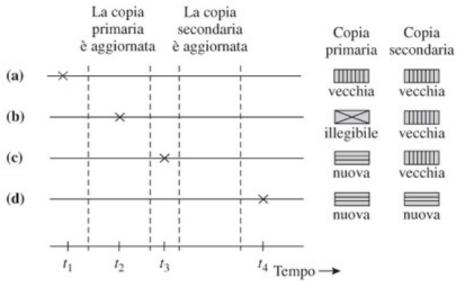 La copia
primaria
è aggiornata
La copia
secondaria
è aggiornata
Copia
primaria
Copia
secondaria
(a)
vecchia
vecchia
(b)
illegibile
vecchia
(c)
nuova
vecchia
(d)
nuova
nuova
t1 t2 t3 t4 Tempo